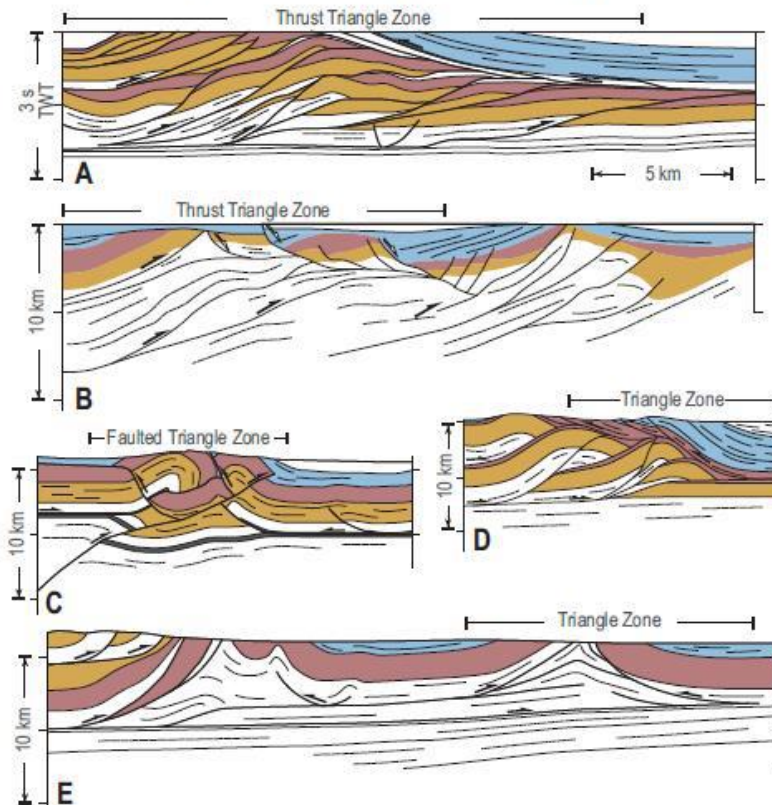 Thrust Triangle Zone
3 s
TWT
A
5 km
Thrust Triangle Zone
10 km
B
Triangle Zone
Faulted Triangle Zone
10 km
C
10 km
D
Triangle Zone
10 km
E